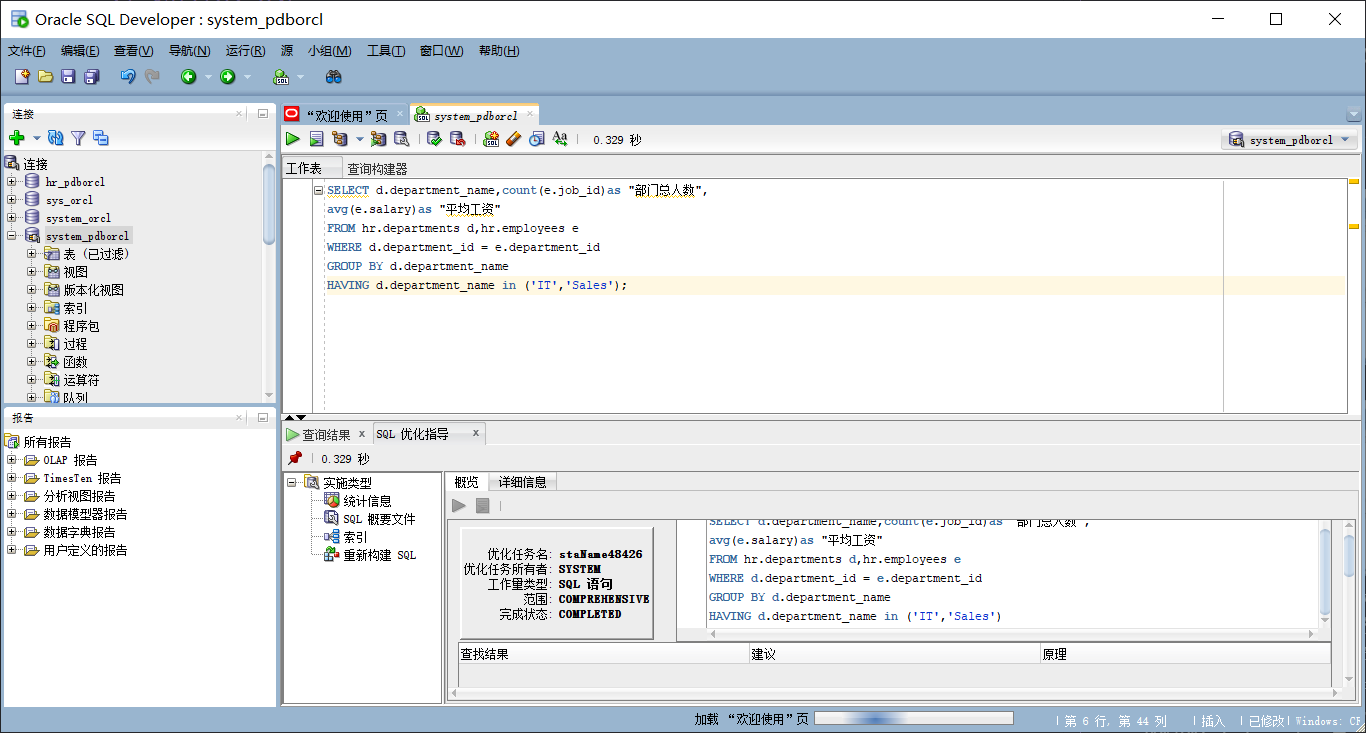 Oracle SQL Developer : system_pdborcl
文件(F) 编辑(E) 查看(V) 导航(N) 运行(R) 源 小组(M) 工具(T) 窗口(W) 帮助(H)
连接
连接
hr_pdborcl
sys_orcl
system_orcl
system_pdborcl
表 (已过滤)
视图
版本化视图
索引
程序包
过程
函数
运算符
队列
报告
所有报告
OLAP 报告
TimesTen 报告
分析视图报告
数据模型器报告
数据字典报告
用户定义的报告
“欢迎使用”页 system_pdborcl
0.329 秒 system_pdborcl
工作表 查询构建器
SELECT d.department_name,count(e.job_id)as "部门总人数",
avg(e.salary)as "平均工资"
FROM hr.departments d,hr.employees e
WHERE d.department_id = e.department_id
GROUP BY d.department_name
HAVING d.department_name in ('IT','Sales');
查询结果 x SQL 优化指导 x
0.329 秒
实施类型
统计信息
SQL 概要文件
索引
重新构建 SQL
概览 详细信息
优化任务名: staName48426
优化任务所有者: SYSTEM
工作量类型: SQL 语句
范围: COMPREHENSIVE
完成状态: COMPLETED
SELECT d.department_name,count(e.job_id)as "部门总人数",
avg(e.salary)as "平均工资"
FROM hr.departments d,hr.employees e
WHERE d.department_id = e.department_id
GROUP BY d.department_name
HAVING d.department_name in ('IT','Sales')
查找结果 建议 原理
加载 “欢迎使用”页 | 第 6 行, 第 44 列 | 插入 | 已修改 | Windows: CF